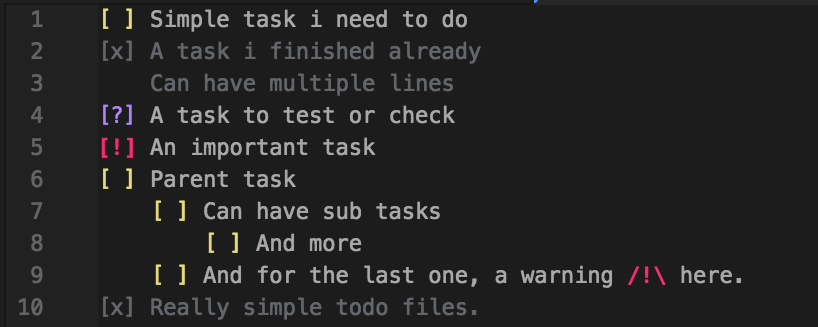 1 [ ] Simple task i need to do
2 [x] A task i finished already
3 Can have multiple lines
4 [?] A task to test or check
5 [!] An important task
6 [ ] Parent task
7 [ ] Can have sub tasks
8 [ ] And more
9 [ ] And for the last one, a warning /!\ here.
10 [x] Really simple todo files.